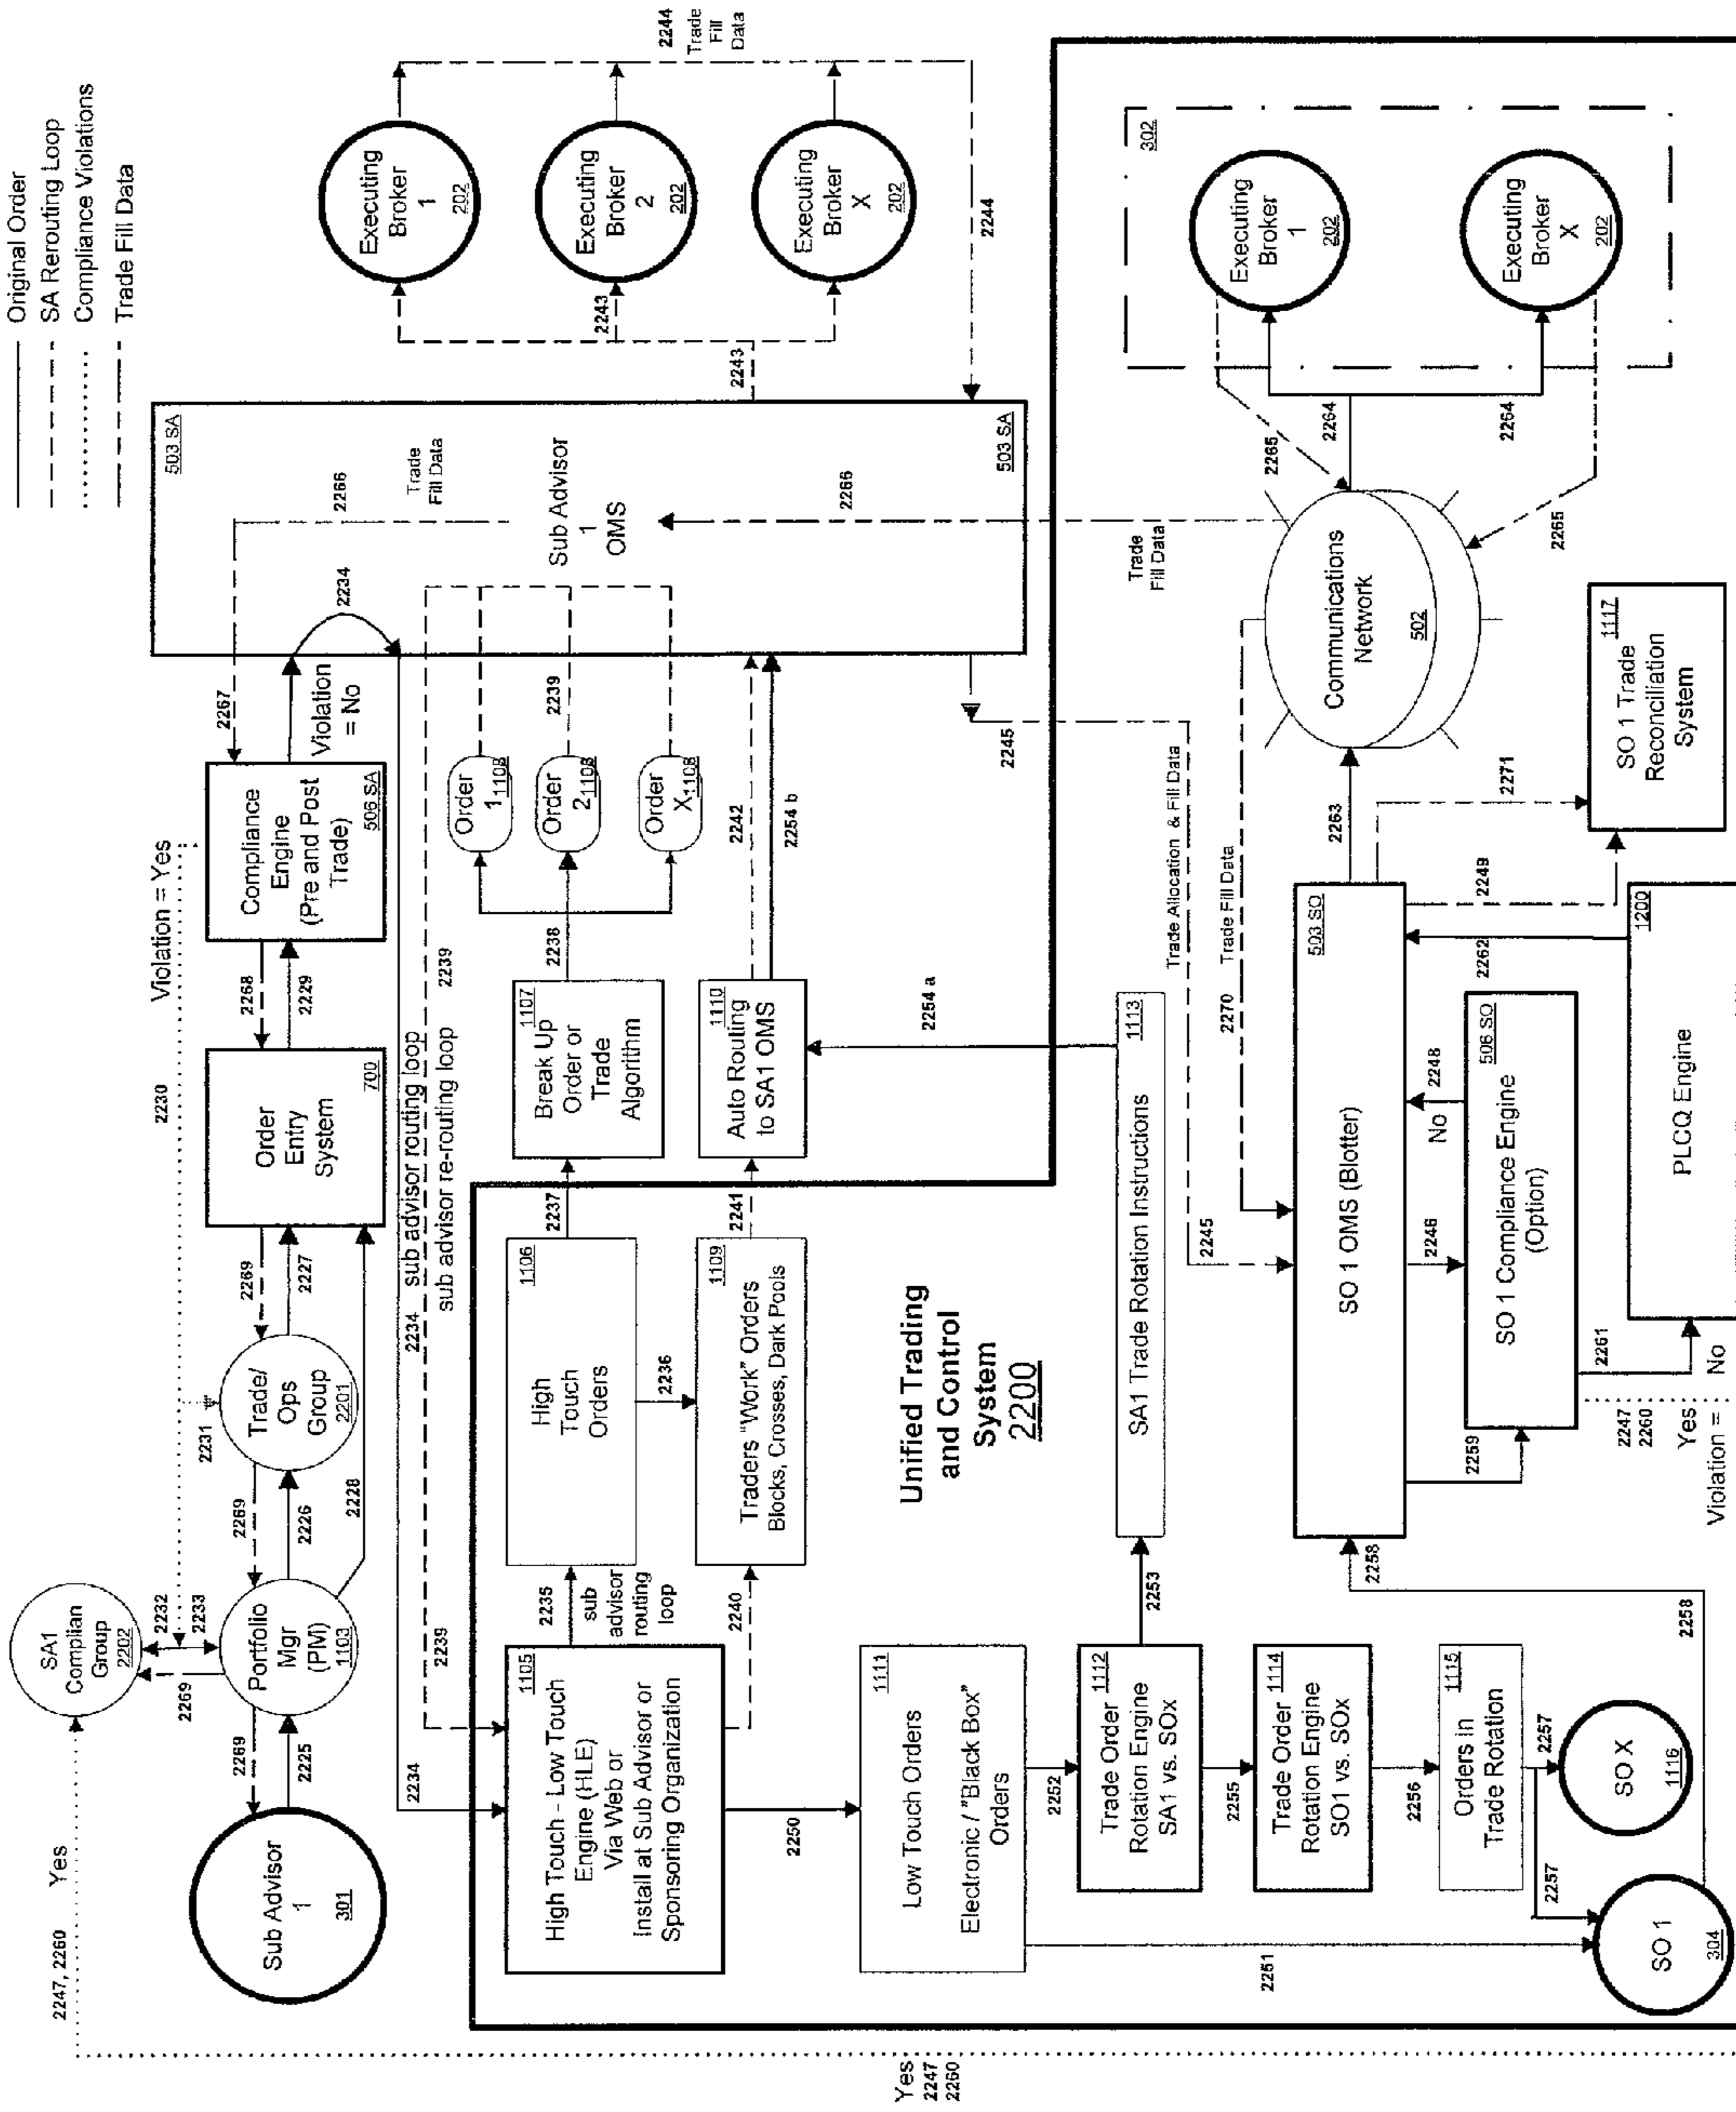 Original Order
SA Rerouting Loop
Compliance Violations
Trade Fill Data
2247, 2260 Yes
SA1
Complian
Group
2202
2232
2233
2269
Sub Advisor
1
301
2269
2225
Portfolio
Mgr
(PM)
1103
2269
2226
2228
2231
Trade/
Ops
Group
2201
2269
2227
2230
Violation = Yes
Order
Entry
System
700
2268
2229
Compliance
Engine
(Pre and Post
Trade)
506 SA
2267
Violation
= No
2234
503 SA
2266
Trade
Fill Data
Sub Advisor
1
OMS
2266
503 SA
2243
2243
2244
Trade
Fill
Data
Executing
Broker
1
202
Executing
Broker
2
202
Executing
Broker
X
202
2244
2234
2239
2234 sub advisor routing loop
sub advisor re-routing loop
2239
1105
High Touch - Low Touch
Engine (HLE)
Via Web or
Install at Sub Advisor or
Sponsoring Organization
2235
sub
advisor
routing
loop
2240
1106
High
Touch
Orders
2236
1109
Traders "Work" Orders
Blocks, Crosses, Dark Pools
2237
2241
1107
Break Up
Order or
Trade
Algorithm
2238
1110
Auto Routing
to SA1 OMS
Order
1 1108
Order
2 1108
Order
X 1108
2239
2242
2254 b
2254 a
2245
Unified Trading
and Control
System
2200
2250
1111
Low Touch Orders
Electronic / "Black Box"
Orders
2251
2252
1112
Trade Order
Rotation Engine
SA1 vs. SOx
2253
1113
SA1 Trade Rotation Instructions
2255
1114
Trade Order
Rotation Engine
SO1 vs. SOx
2256
1115
Orders in
Trade Rotation
2257
2257
SO X
1116
SO 1
304
2258
2258
Trade Allocation & Fill Data
2245
2270 Trade Fill Data
Trade
Fill Data
503 SO
SO 1 OMS (Blotter)
2259
2246
2248
No
506 SO
SO 1 Compliance Engine
(Option)
2247
2260
Yes
Violation =
No
2261
2262
1200
PLCQ Engine
2249
2271
1117
SO 1 Trade
Reconciliation
System
2263
Communications
Network
502
2265
2265
2264
2264
302
Executing
Broker
1
202
Executing
Broker
X
202
Yes
2247
2260